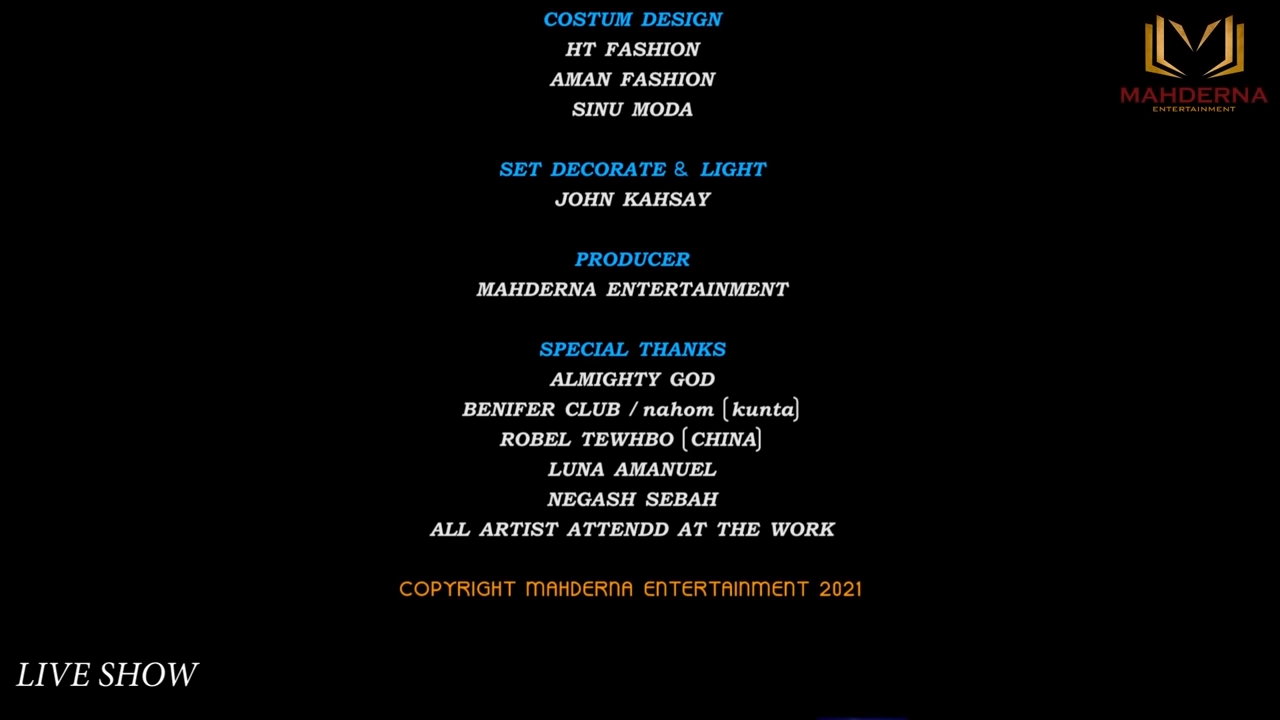 COSTUM DESIGN
HT FASHION
AMAN FASHION
SINU MODA
MAHDERNA
ENTERTAINMENT
SET DECORATE & LIGHT
JOHN KAHSAY
PRODUCER
MAHDERNA ENTERTAINMENT
SPECIAL THANKS
ALMIGHTY GOD
BENIFER CLUB / nahom (kunta)
ROBEL TEWHBO (CHINA)
LUNA AMANUEL
NEGASH SEBAH
ALL ARTIST ATTENDD AT THE WORK
COPYRIGHT MAHDERNA ENTERTAINMENT 2021
LIVE SHOW